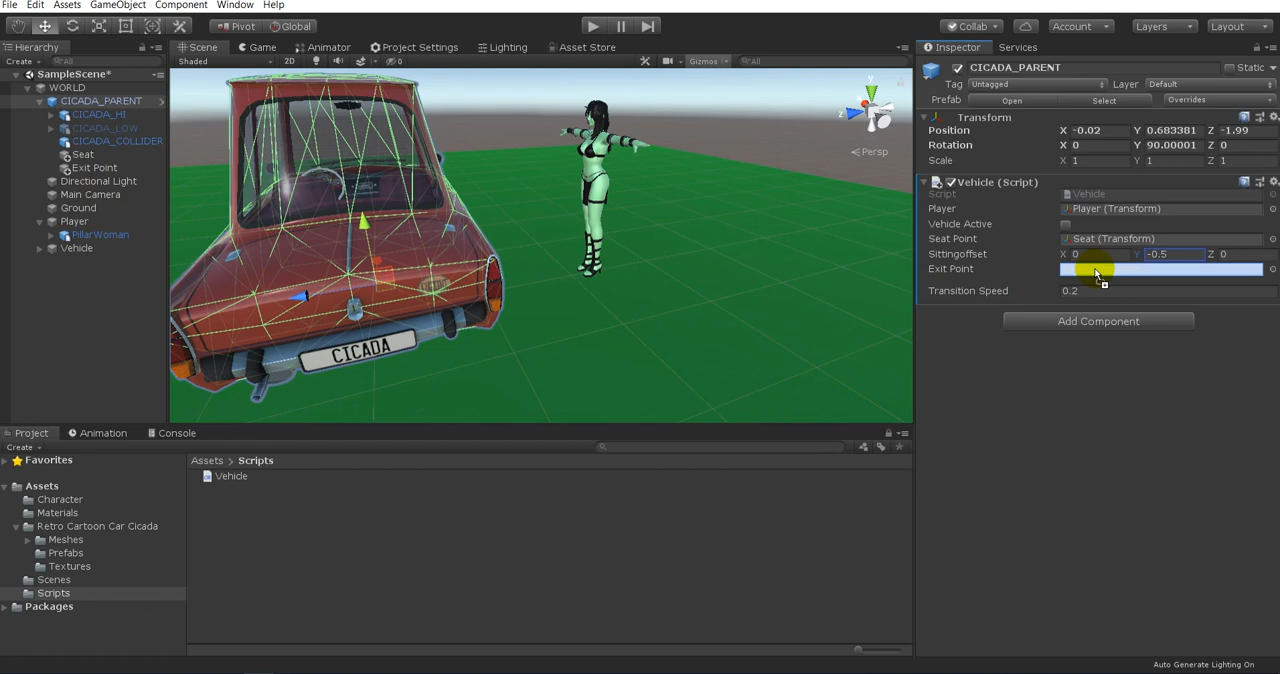 File Edit Assets GameObject Component Window Help
Pivot Global Collab Account Layers Layout
Hierarchy
Create All
SampleScene*
WORLD
CICADA_PARENT
CICADA_HI
CICADA_LOW
CICADA_COLLIDER
Seat
Exit Point
Directional Light
Main Camera
Ground
Player
PillarWoman
Vehicle
Scene Game Animator Project Settings Lighting Asset Store
Shaded 2D 0 Gizmos All
y
z
Persp
CICADA
Inspector Services
CICADA_PARENT Static
Tag Untagged Layer Default
Prefab Open Select Overrides
Transform
Position X -0.02 Y 0.683381 Z -1.99
Rotation X 0 Y 90.00001 Z 0
Scale X 1 Y 1 Z 1
Vehicle (Script)
Script Vehicle
Player Player (Transform)
Vehicle Active
Seat Point Seat (Transform)
Sittingoffset X 0 Y -0.5 Z 0
Exit Point
Transition Speed 0.2
Add Component
Project Animation Console
Create
Favorites
Assets
Character
Materials
Retro Cartoon Car Cicada
Meshes
Prefabs
Textures
Scenes
Scripts
Packages
Assets > Scripts
Vehicle
Auto Generate Lighting On